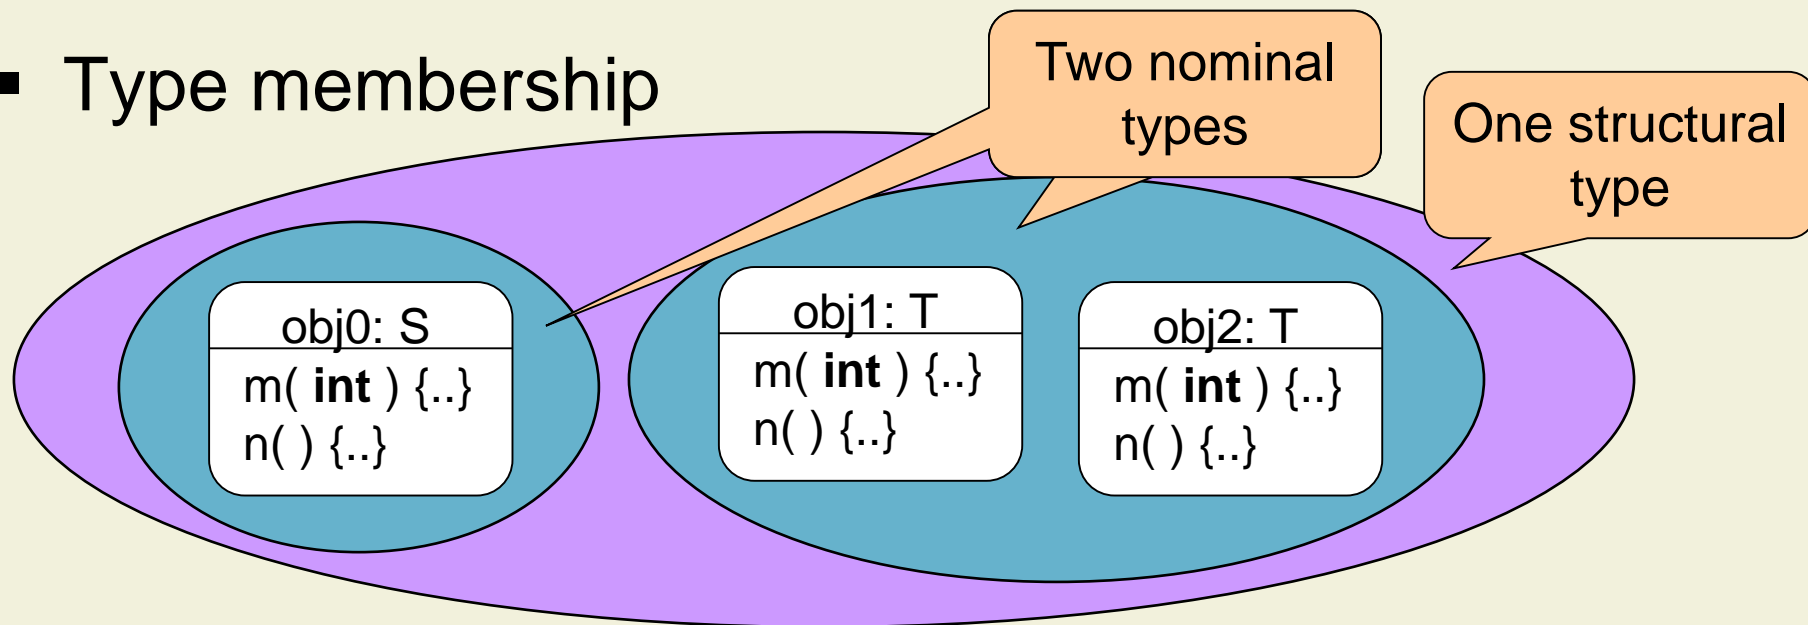 ▪ Type membership
Two nominal
types
One structural
type
obj0: S
m( int ) {..}
n( ) {..}
obj1: T
m( int ) {..}
n( ) {..}
obj2: T
m( int ) {..}
n( ) {..}